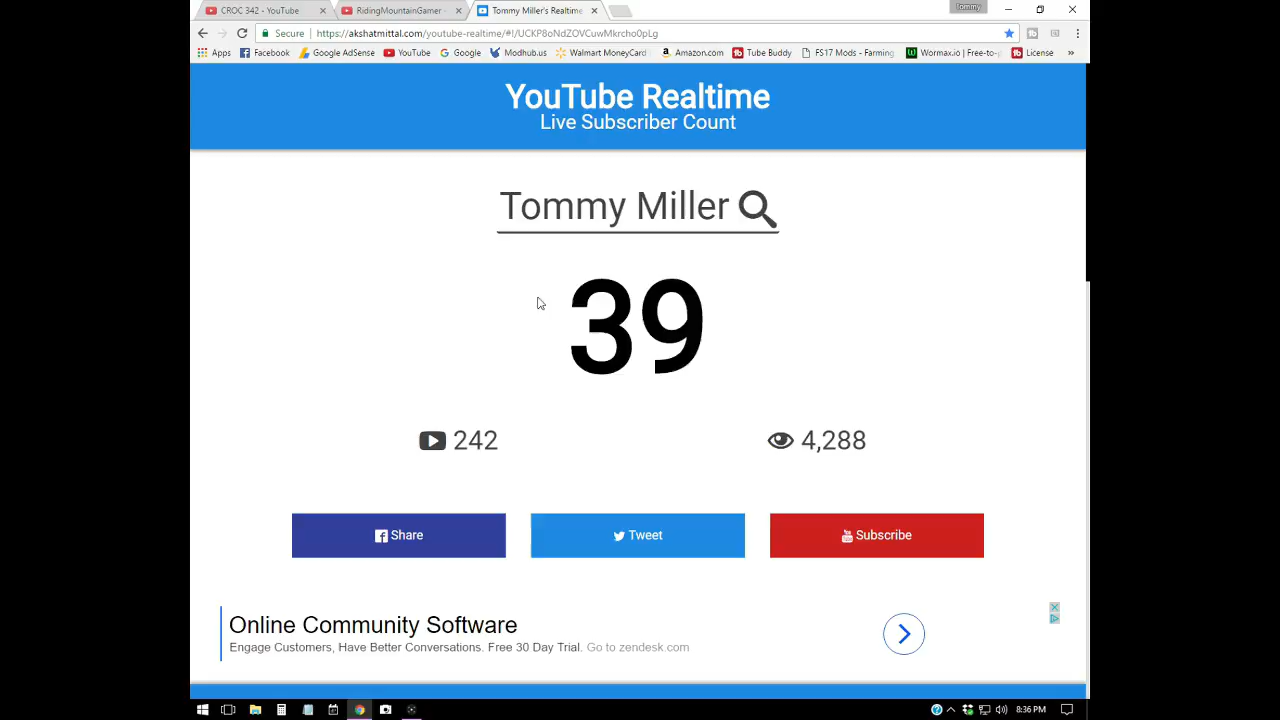 CROC 342 - YouTube
RidingMountainGamer
Tommy Miller's Realtime
Tommy
Secure
https://akshatmittal.com/youtube-realtime/#!/UCKP8oNdZOVCuwMkrcho0pLg
Apps
Facebook
Google AdSense
YouTube
Google
Modhub.us
Walmart MoneyCard
Amazon.com
Tube Buddy
FS17 Mods - Farming
Wormax.io | Free-to-
License
YouTube Realtime
Live Subscriber Count
Tommy Miller
39
242
4,288
Share
Tweet
Subscribe
Online Community Software
Engage Customers, Have Better Conversations. Free 30 Day Trial. Go to zendesk.com
8:36 PM